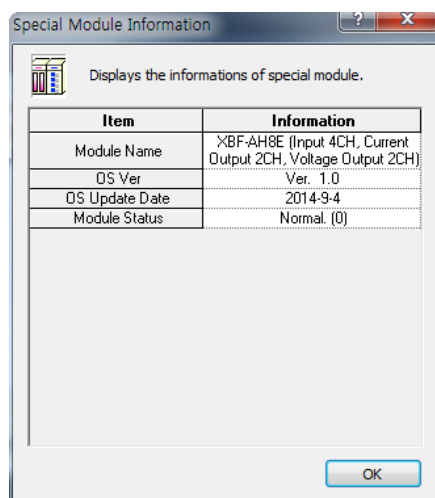 Special Module Information
?
X
Displays the informations of special module.
Item Information
Module Name XBF-AH8E (Input 4CH, Current
Output 2CH, Voltage Output 2CH)
OS Ver Ver. 1.0
OS Update Date 2014-9-4
Module Status Normal. (0)
OK